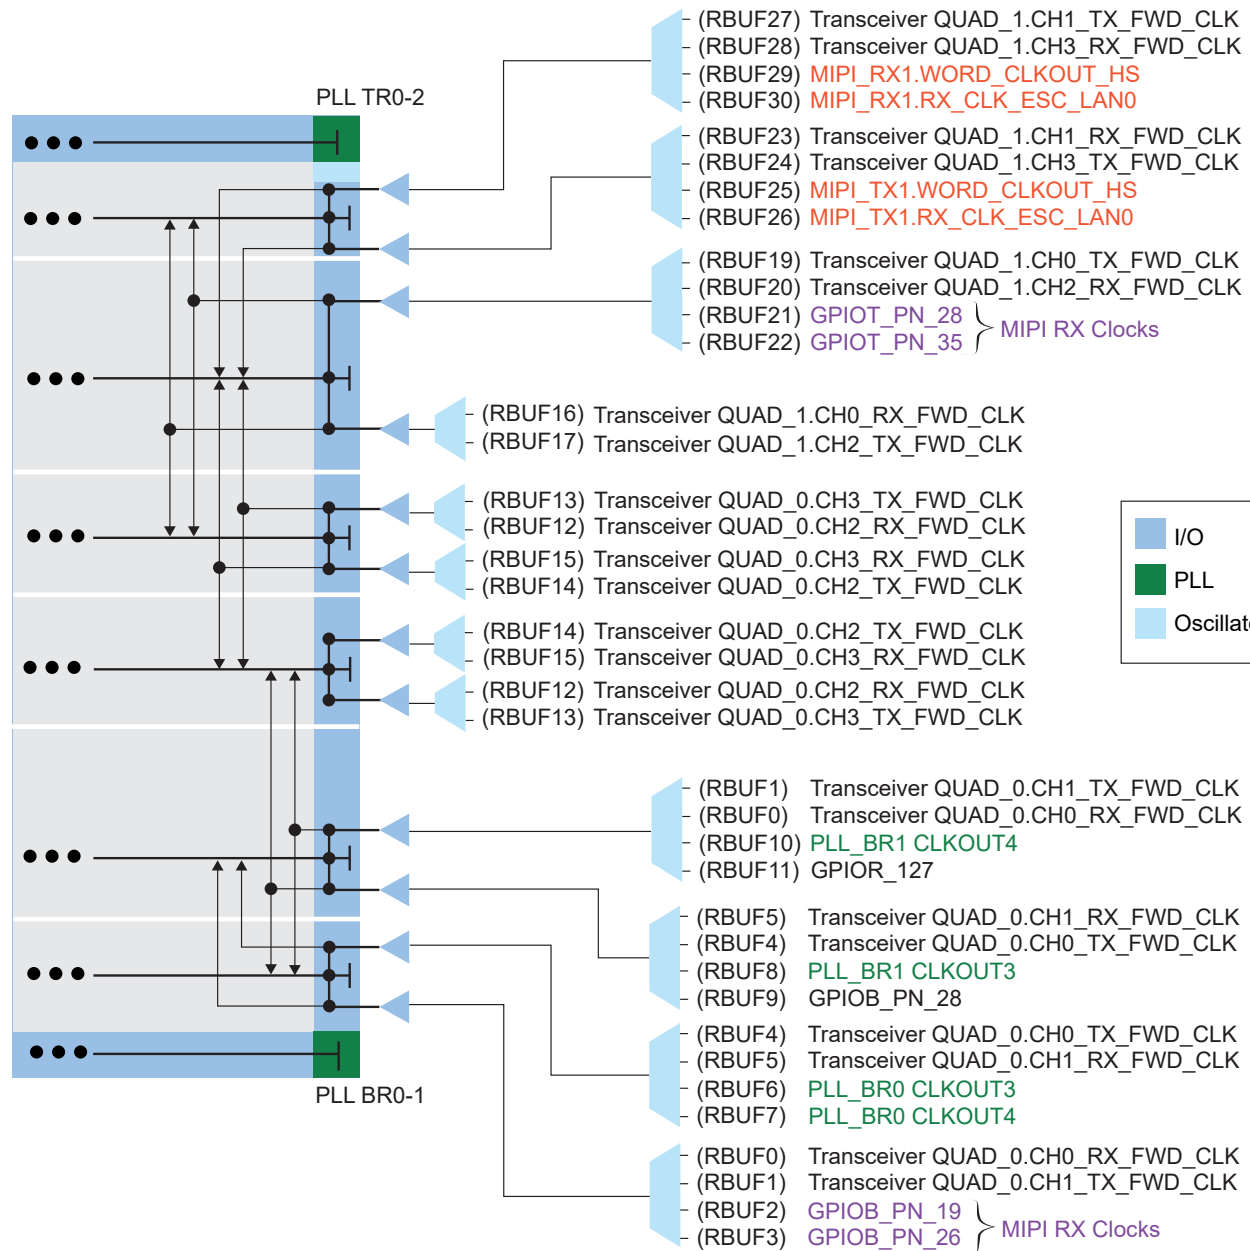 (RBUF27) Transceiver QUAD_1.CH1_TX_FWD_CLK
(RBUF28) Transceiver QUAD_1.CH3_RX_FWD_CLK
(RBUF29) MIPI_RX1.WORD_CLKOUT_HS
(RBUF30) MIPI_RX1.RX_CLK_ESC_LAN0
PLL TR0-2
(RBUF23) Transceiver QUAD_1.CH1_RX_FWD_CLK
(RBUF24) Transceiver QUAD_1.CH3_TX_FWD_CLK
(RBUF25) MIPI_TX1.WORD_CLKOUT_HS
(RBUF26) MIPI_TX1.RX_CLK_ESC_LAN0
(RBUF19) Transceiver QUAD_1.CH0_TX_FWD_CLK
(RBUF20) Transceiver QUAD_1.CH2_RX_FWD_CLK
(RBUF21) GPIOT_PN_28
(RBUF22) GPIOT_PN_35
MIPI RX Clocks
(RBUF16) Transceiver QUAD_1.CH0_RX_FWD_CLK
(RBUF17) Transceiver QUAD_1.CH2_TX_FWD_CLK
(RBUF13) Transceiver QUAD_0.CH3_TX_FWD_CLK
(RBUF12) Transceiver QUAD_0.CH2_RX_FWD_CLK
(RBUF15) Transceiver QUAD_0.CH3_RX_FWD_CLK
(RBUF14) Transceiver QUAD_0.CH2_TX_FWD_CLK
I/O
PLL
Oscillat
(RBUF14) Transceiver QUAD_0.CH2_TX_FWD_CLK
(RBUF15) Transceiver QUAD_0.CH3_RX_FWD_CLK
(RBUF12) Transceiver QUAD_0.CH2_RX_FWD_CLK
(RBUF13) Transceiver QUAD_0.CH3_TX_FWD_CLK
(RBUF1) Transceiver QUAD_0.CH1_TX_FWD_CLK
(RBUF0) Transceiver QUAD_0.CH0_RX_FWD_CLK
(RBUF10) PLL_BR1 CLKOUT4
(RBUF11) GPIOR_127
(RBUF5) Transceiver QUAD_0.CH1_RX_FWD_CLK
(RBUF4) Transceiver QUAD_0.CH0_TX_FWD_CLK
(RBUF8) PLL_BR1 CLKOUT3
(RBUF9) GPIOB_PN_28
(RBUF4) Transceiver QUAD_0.CH0_TX_FWD_CLK
(RBUF5) Transceiver QUAD_0.CH1_RX_FWD_CLK
(RBUF6) PLL_BR0 CLKOUT3
(RBUF7) PLL_BR0 CLKOUT4
PLL BR0-1
(RBUF0) Transceiver QUAD_0.CH0_RX_FWD_CLK
(RBUF1) Transceiver QUAD_0.CH1_TX_FWD_CLK
(RBUF2) GPIOB_PN_19
(RBUF3) GPIOB_PN_26
MIPI RX Clocks